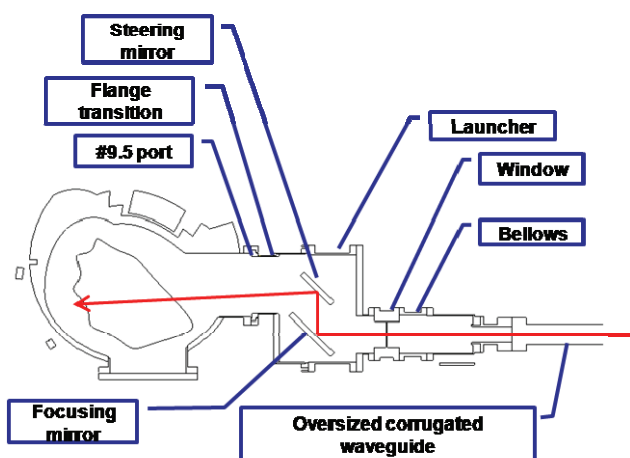 Steering
mirror
Flange
transition
#9.5 port
Launcher
Window
Bellows
Focusing
mirror
Oversized corrugated
waveguide